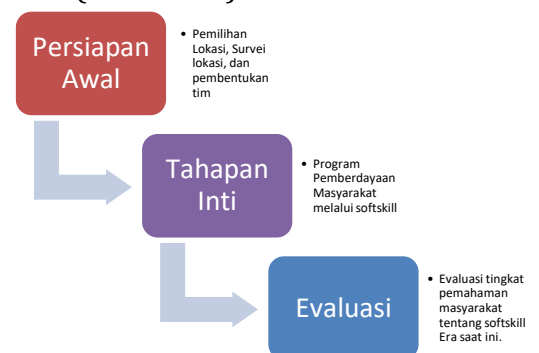 Persiapan
Awal
• Pemilihan
Lokasi, Survei
lokasi, dan
pembentukan
tim
Tahapan
Inti
• Program
Pemberdayaan
Masyarakat
melalui softskill
Evaluasi
• Evaluasi tingkat
pemahaman
masyarakat
tentang softskill
Era saat ini.